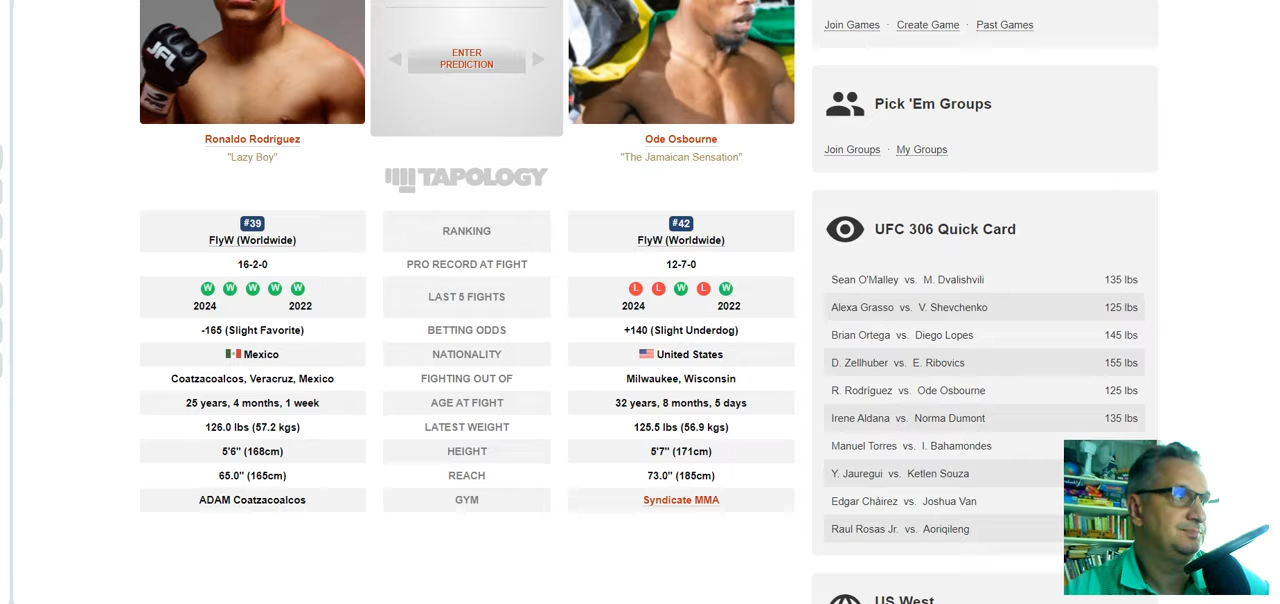 ENTER
PREDICTION
Ronaldo Rodriguez
"Lazy Boy"
Ode Osbourne
"The Jamaican Sensation"
TAPOLOGY
#39
FlyW (Worldwide)
RANKING
#42
FlyW (Worldwide)
16-2-0
PRO RECORD AT FIGHT
12-7-0
W W W W W
2024 2022
LAST 5 FIGHTS
L L W L W
2024 2022
-165 (Slight Favorite)
BETTING ODDS
+140 (Slight Underdog)
Mexico
NATIONALITY
United States
Coatzacoalcos, Veracruz, Mexico
FIGHTING OUT OF
Milwaukee, Wisconsin
25 years, 4 months, 1 week
AGE AT FIGHT
32 years, 8 months, 5 days
126.0 lbs (57.2 kgs)
LATEST WEIGHT
125.5 lbs (56.9 kgs)
5'6" (168cm)
HEIGHT
5'7" (171cm)
65.0" (165cm)
REACH
73.0" (185cm)
ADAM Coatzacoalcos
GYM
Syndicate MMA
Join Games · Create Game · Past Games
Pick 'Em Groups
Join Groups · My Groups
UFC 306 Quick Card
Sean O'Malley vs. M. Dvalishvili 135 lbs
Alexa Grasso vs. V. Shevchenko 125 lbs
Brian Ortega vs. Diego Lopes 145 lbs
D. Zellhuber vs. E. Ribovics 155 lbs
R. Rodríguez vs. Ode Osbourne 125 lbs
Irene Aldana vs. Norma Dumont 135 lbs
Manuel Torres vs. I. Bahamondes
Y. Jauregui vs. Ketlen Souza
Edgar Cháirez vs. Joshua Van
Raul Rosas Jr. vs. Aoriqileng
US West